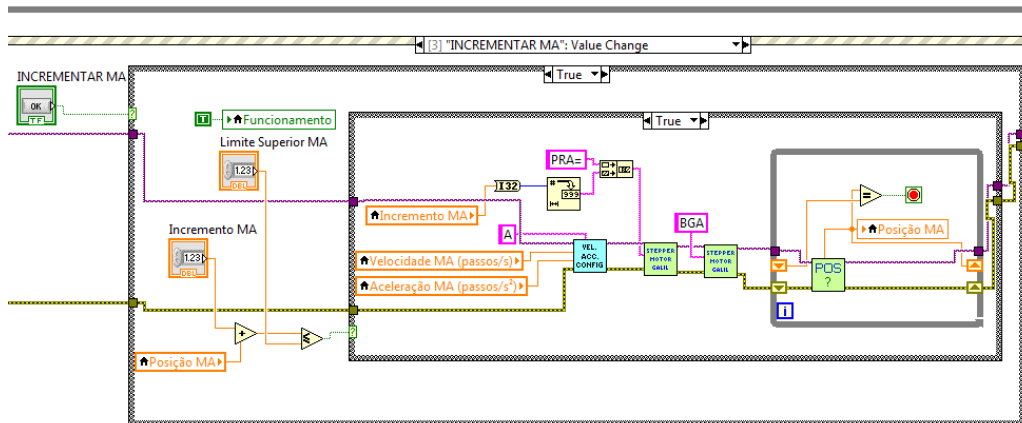 [3] "INCREMENTAR MA": Value Change
INCREMENTAR MA
OK
TF
True
?
T
Funcionamento
Limite Superior MA
1.23
DBL
True
PRA=
I32
#
999
Incremento MA
A
Velocidade MA (passos/s)
Aceleração MA (passos/s²)
VEL.
ACC.
CONFIG
STEPPER
MOTOR
GALIL
BGA
STEPPER
MOTOR
GALIL
=
Posição MA
POS
?
i
Incremento MA
1.23
DBL
+
≤
?
Posição MA